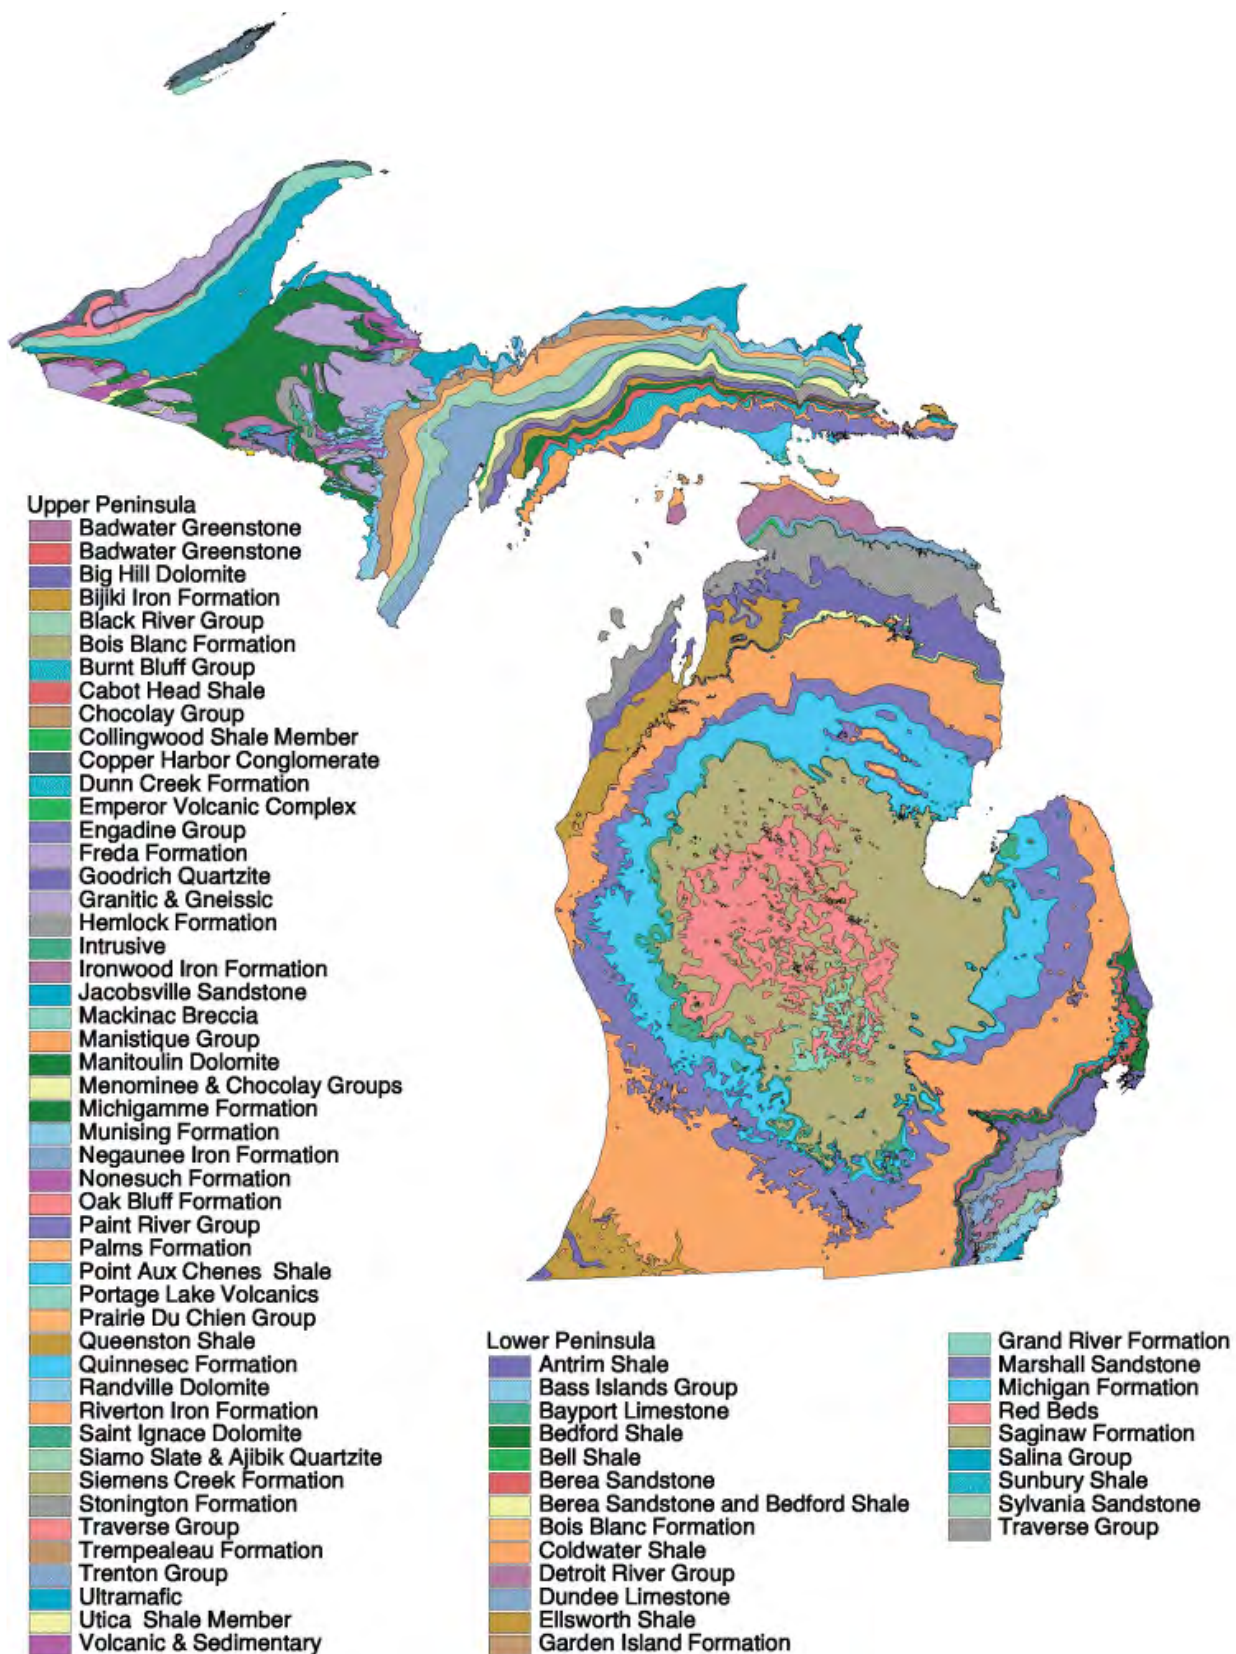 Upper Peninsula
Badwater Greenstone
Badwater Greenstone
Big Hill Dolomite
Bijiki Iron Formation
Black River Group
Bois Blanc Formation
Burnt Bluff Group
Cabot Head Shale
Chocolay Group
Collingwood Shale Member
Copper Harbor Conglomerate
Dunn Creek Formation
Emperor Volcanic Complex
Engadine Group
Freda Formation
Goodrich Quartzite
Granitic & Gneissic
Hemlock Formation
Intrusive
Ironwood Iron Formation
Jacobsville Sandstone
Mackinac Breccia
Manistique Group
Manitoulin Dolomite
Menominee & Chocolay Groups
Michigamme Formation
Munising Formation
Negaunee Iron Formation
Nonesuch Formation
Oak Bluff Formation
Paint River Group
Palms Formation
Point Aux Chenes Shale
Portage Lake Volcanics
Prairie Du Chien Group
Queenston Shale
Quinnesec Formation
Randville Dolomite
Riverton Iron Formation
Saint Ignace Dolomite
Siamo Slate & Ajibik Quartzite
Siemens Creek Formation
Stonington Formation
Traverse Group
Trempealeau Formation
Trenton Group
Ultramafic
Utica Shale Member
Volcanic & Sedimentary
Lower Peninsula
Antrim Shale
Bass Islands Group
Bayport Limestone
Bedford Shale
Bell Shale
Berea Sandstone
Berea Sandstone and Bedford Shale
Bois Blanc Formation
Coldwater Shale
Detroit River Group
Dundee Limestone
Ellsworth Shale
Garden Island Formation
Grand River Formation
Marshall Sandstone
Michigan Formation
Red Beds
Saginaw Formation
Salina Group
Sunbury Shale
Sylvania Sandstone
Traverse Group